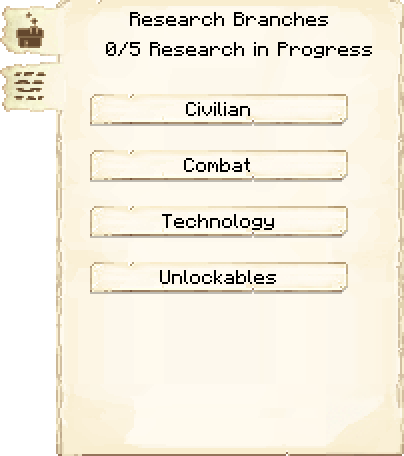 Research Branches
0/5 Research in Progress
Civilian
Combat
Technology
Unlockables